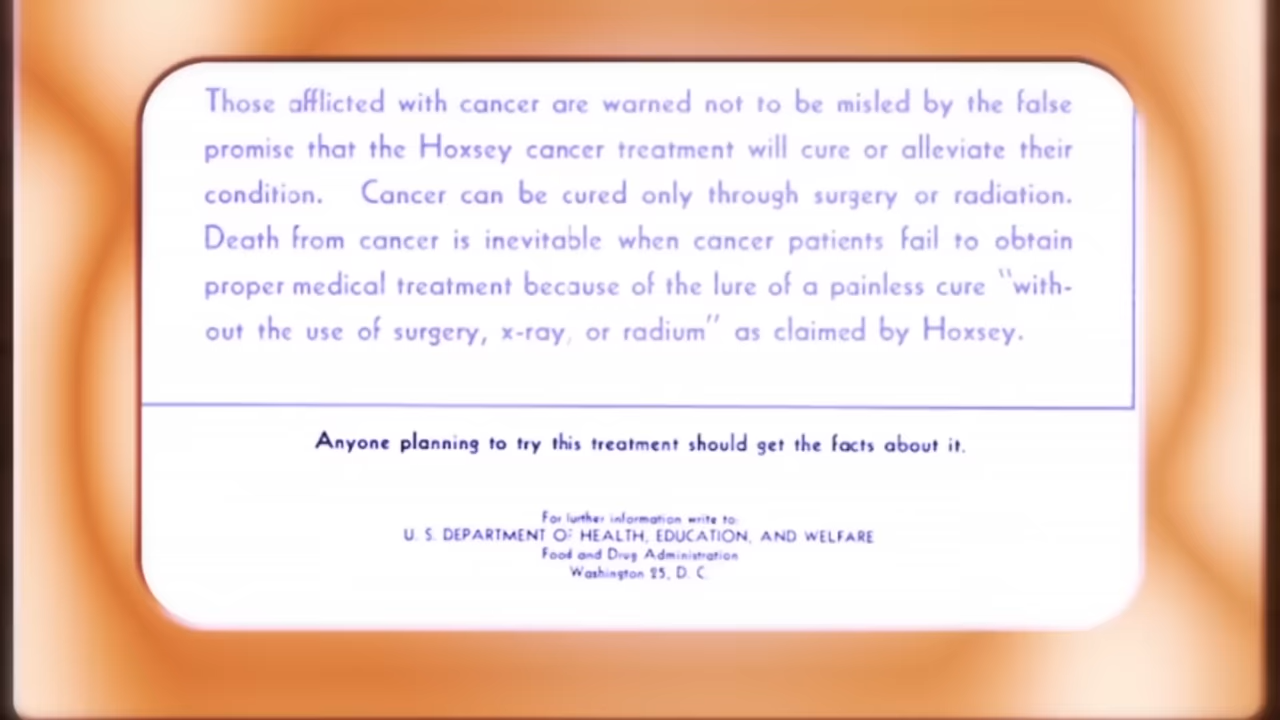 Those afflicted with cancer are warned not to be misled by the false
promise that the Hoxsey cancer treatment will cure or alleviate their
condition. Cancer can be cured only through surgery or radiation.
Death from cancer is inevitable when cancer patients fail to obtain
proper medical treatment because of the lure of a painless cure "with-
out the use of surgery, x-ray, or radium" as claimed by Hoxsey.
Anyone planning to try this treatment should get the facts about it.
For further information write to:
U. S. DEPARTMENT OF HEALTH, EDUCATION, AND WELFARE
Food and Drug Administration
Washington 25, D. C.